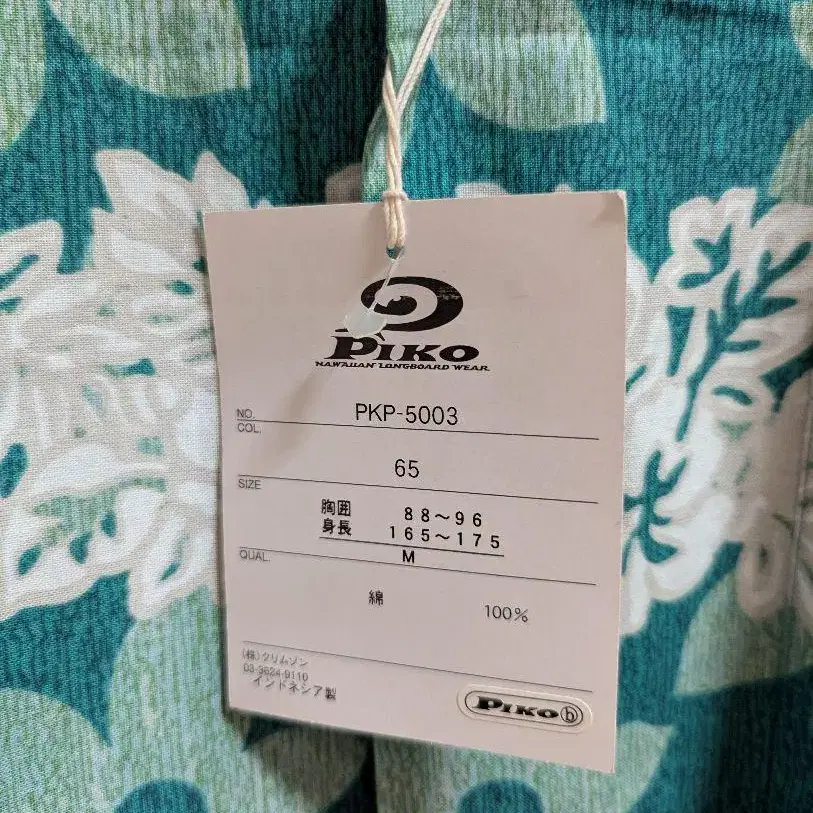 PIKO
HAWAIIAN LONGBOARD WEAR
NO. PKP-5003
COL.
65
SIZE
胸囲 88～96
身長 165～175
M
QUAL.
綿 100%
(株)クリムソン
03-3624-9110
インドネシア製
PIKO b